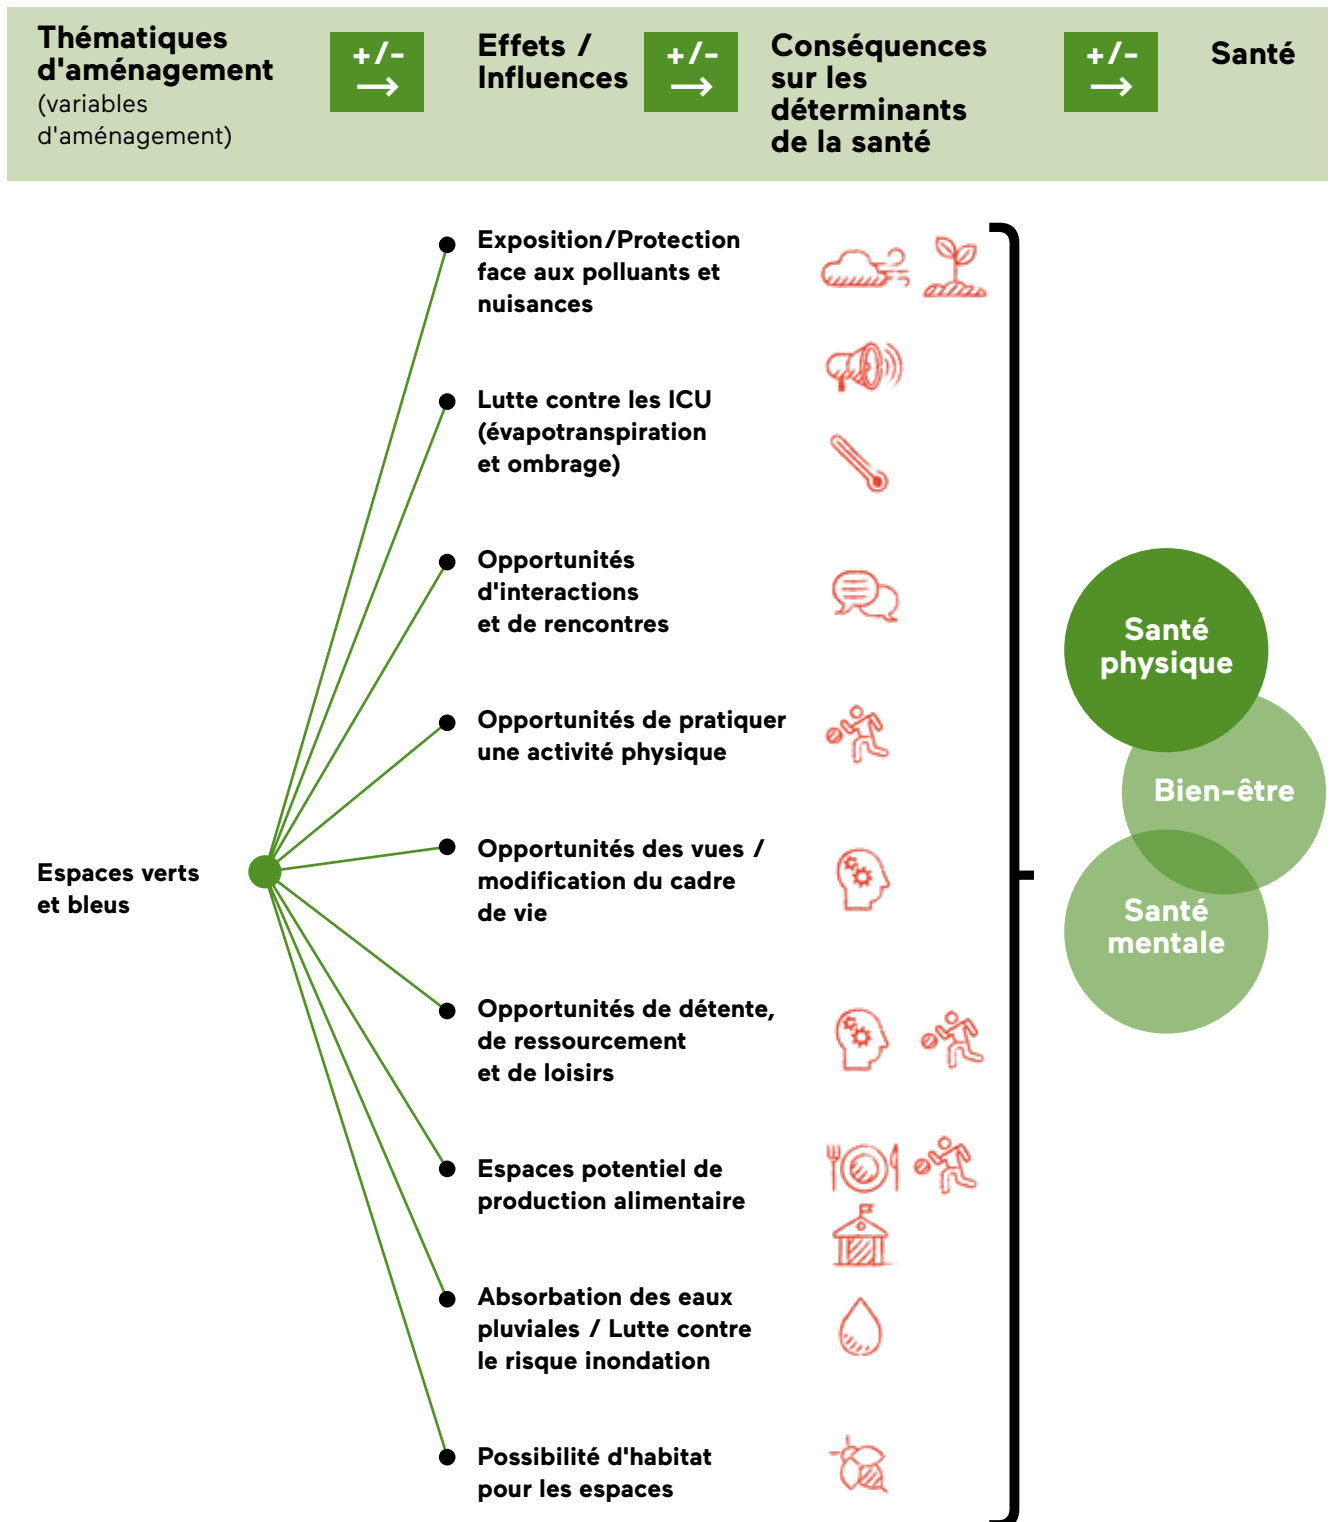 Thématiques
d'aménagement
(variables
d'aménagement)
+/-
→
Effets /
Influences
+/-
→
Conséquences
sur les
déterminants
de la santé
+/-
→
Santé
Exposition/Protection
face aux polluants et
nuisances
Lutte contre les ICU
(évapotranspiration
et ombrage)
Opportunités
d'interactions
et de rencontres
Opportunités de pratiquer
une activité physique
Espaces verts
et bleus
Opportunités des vues /
modification du cadre
de vie
Opportunités de détente,
de ressourcement
et de loisirs
Espaces potentiel de
production alimentaire
Absorbation des eaux
pluviales / Lutte contre
le risque inondation
Possibilité d'habitat
pour les espaces
Santé
physique
Bien-être
Santé
mentale